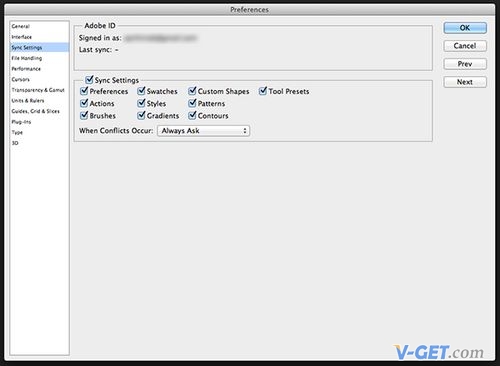 Preferences
General
Interface
Sync Settings
File Handling
Performance
Cursors
Transparency & Gamut
Units & Rulers
Guides, Grid & Slices
Plug-Ins
Type
3D
Adobe ID
Signed in as:
Last sync: -
Sync Settings
Preferences Swatches Custom Shapes Tool Presets
Actions Styles Patterns
Brushes Gradients Contours
When Conflicts Occur: Always Ask
OK
Cancel
Prev
Next
V-GET.com